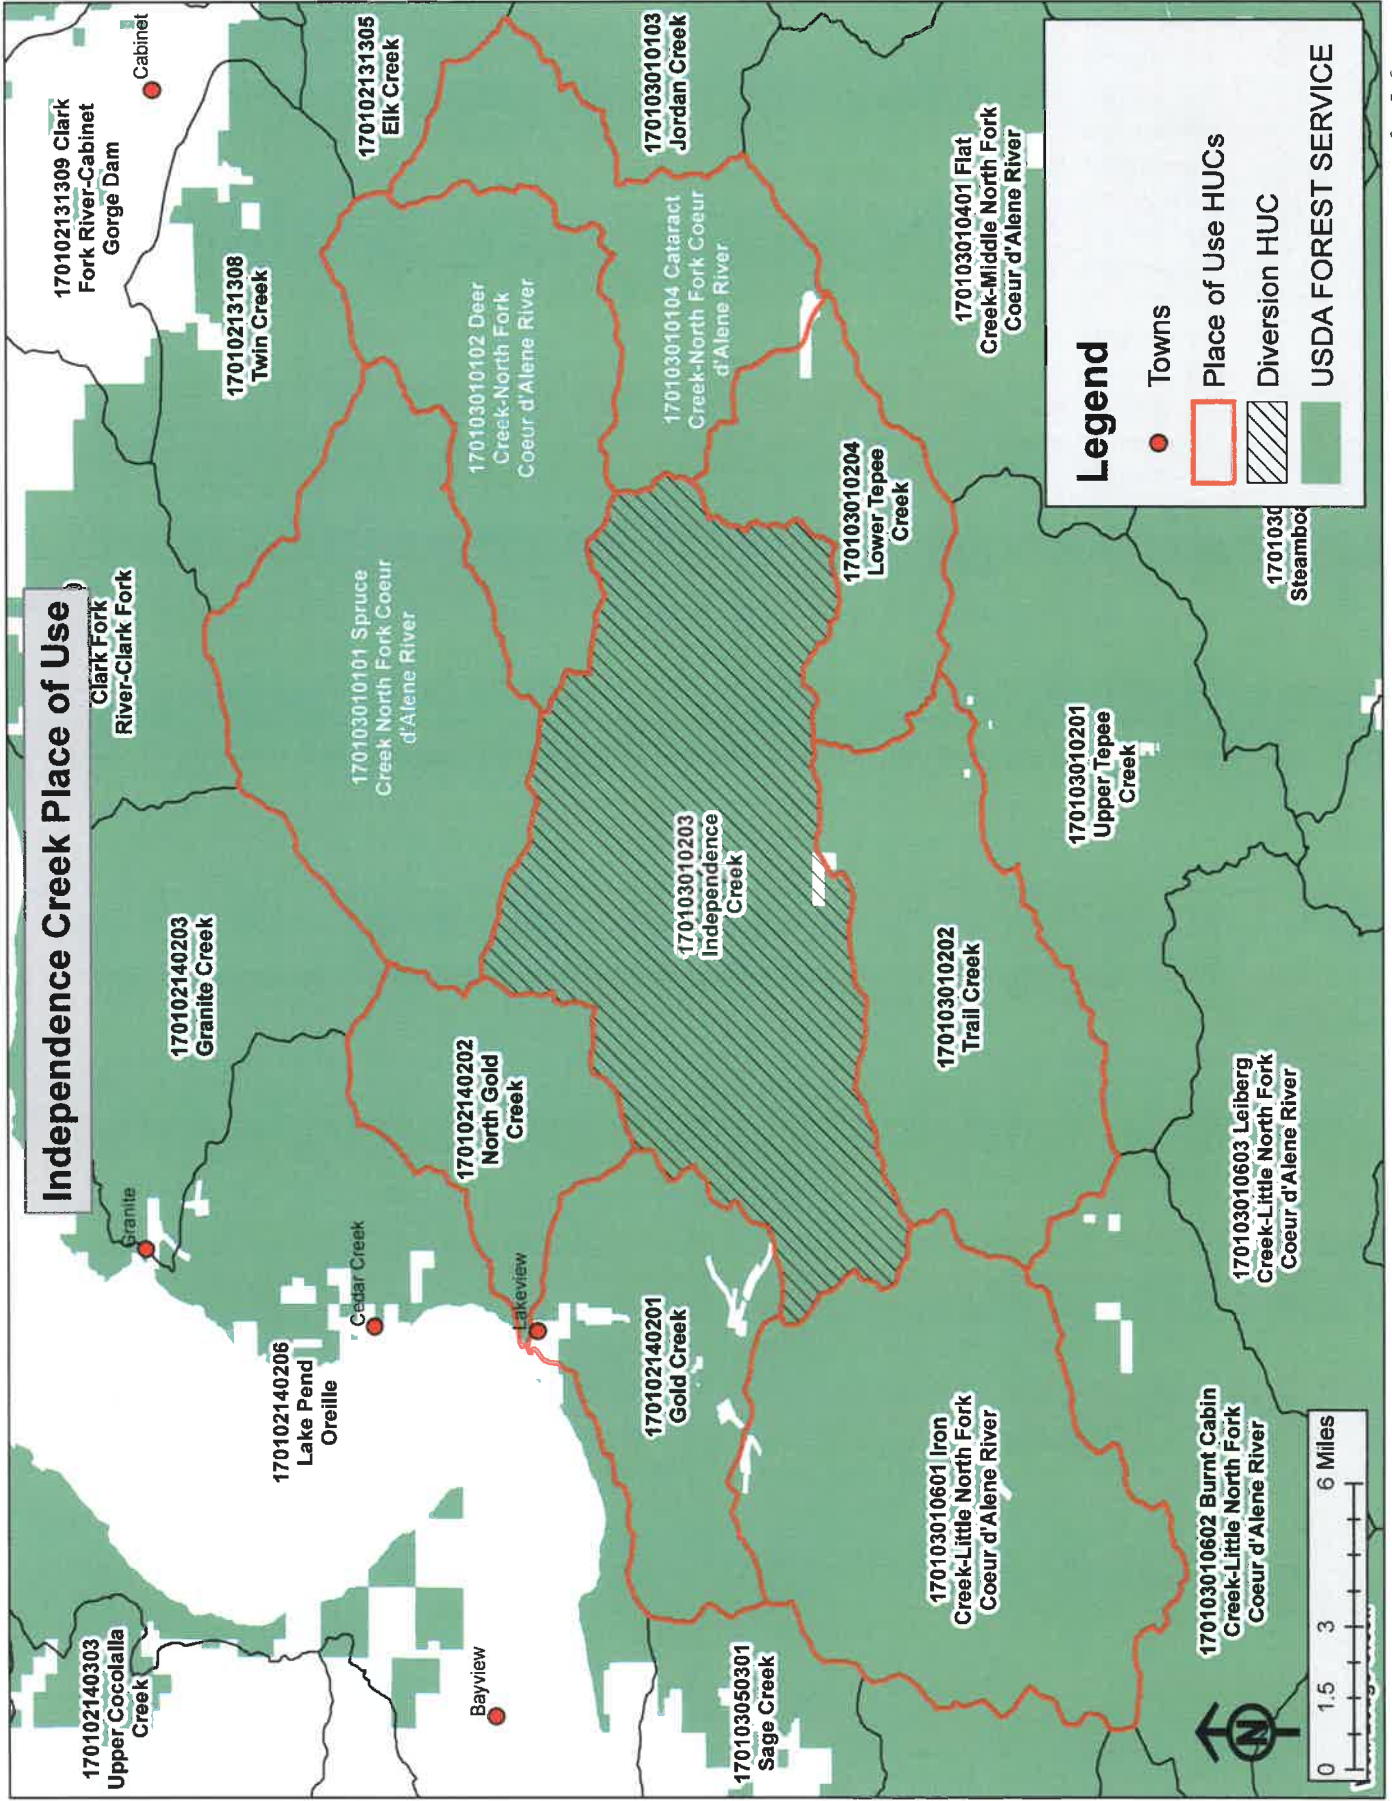 Independence Creek Place of Use
170102140303
Upper Cocolalla
Creek
Bayview
170102140206
Lake Pend
Oreille
Granite
Cedar Creek
Lakeview
170102140203
Granite Creek
170102140202
North Gold
Creek
170102140201
Gold Creek
Clark Fork
River-Clark Fork
170102131309 Clark
Fork River-Cabinet
Gorge Dam
Cabinet
170102131308
Twin Creek
170102131305
Elk Creek
170103010101 Spruce
Creek North Fork Coeur
d'Alene River
170103010102 Deer
Creek-North Fork
Coeur d'Alene River
170103010103
Jordan Creek
170103010104 Cataract
Creek-North Fork Coeur
d'Alene River
170103010203
Independence
Creek
170103010204
Lower Tepee
Creek
170103010401 Flat
Creek-Middle North Fork
Coeur d'Alene River
170103050301
Sage Creek
170103010601 Iron
Creek-Little North Fork
Coeur d'Alene River
170103010202
Trail Creek
170103010201
Upper Tepee
Creek
170103010602 Burnt Cabin
Creek-Little North Fork
Coeur d'Alene River
170103010603 Leiberg
Creek-Little North Fork
Coeur d'Alene River
170103
Steamboa
Legend
Towns
Place of Use HUCs
Diversion HUC
USDA FOREST SERVICE
N
0 1.5 3 6 Miles